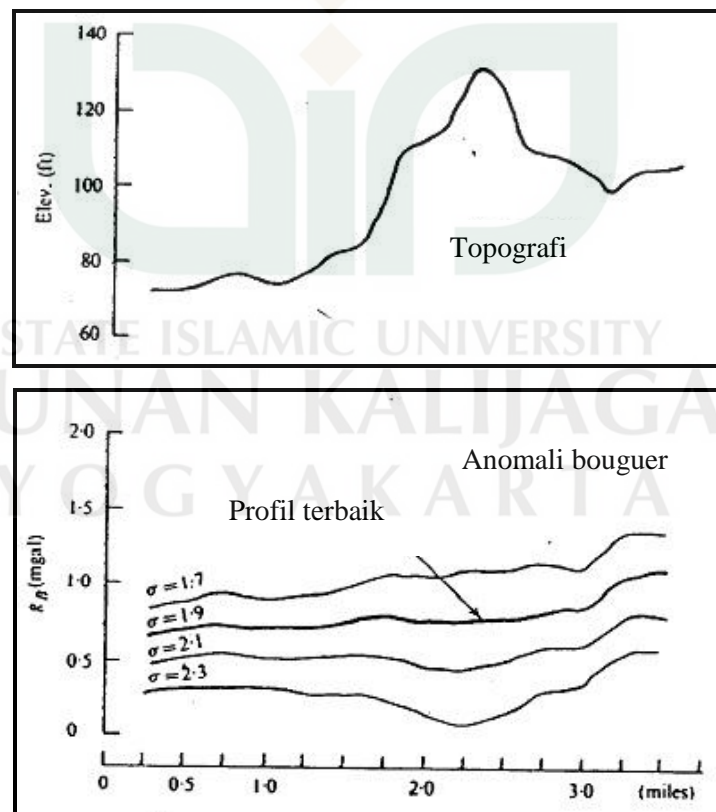 140
120
100
80
60
Elev. (ft)
Topografi
STATE ISLAMIC UNIVERSITY
SUNAN KALIJAGA
YOGYAKARTA
2·0
1·5
1·0
0·5
0
g_B (mgal)
Anomali bouguer
Profil terbaik
σ = 1·7
σ = 1·9
σ = 2·1
σ = 2·3
0 0·5 1·0 2·0 3·0 (miles)